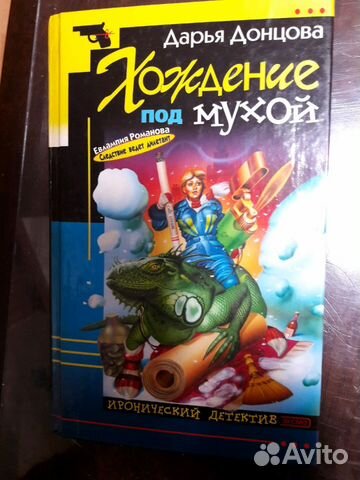 Дарья Донцова
Хождение
под мухой
Евлампия Романова
Следствие ведет дилетант
ИРОНИЧЕСКИЙ ДЕТЕКТИВ
Avito